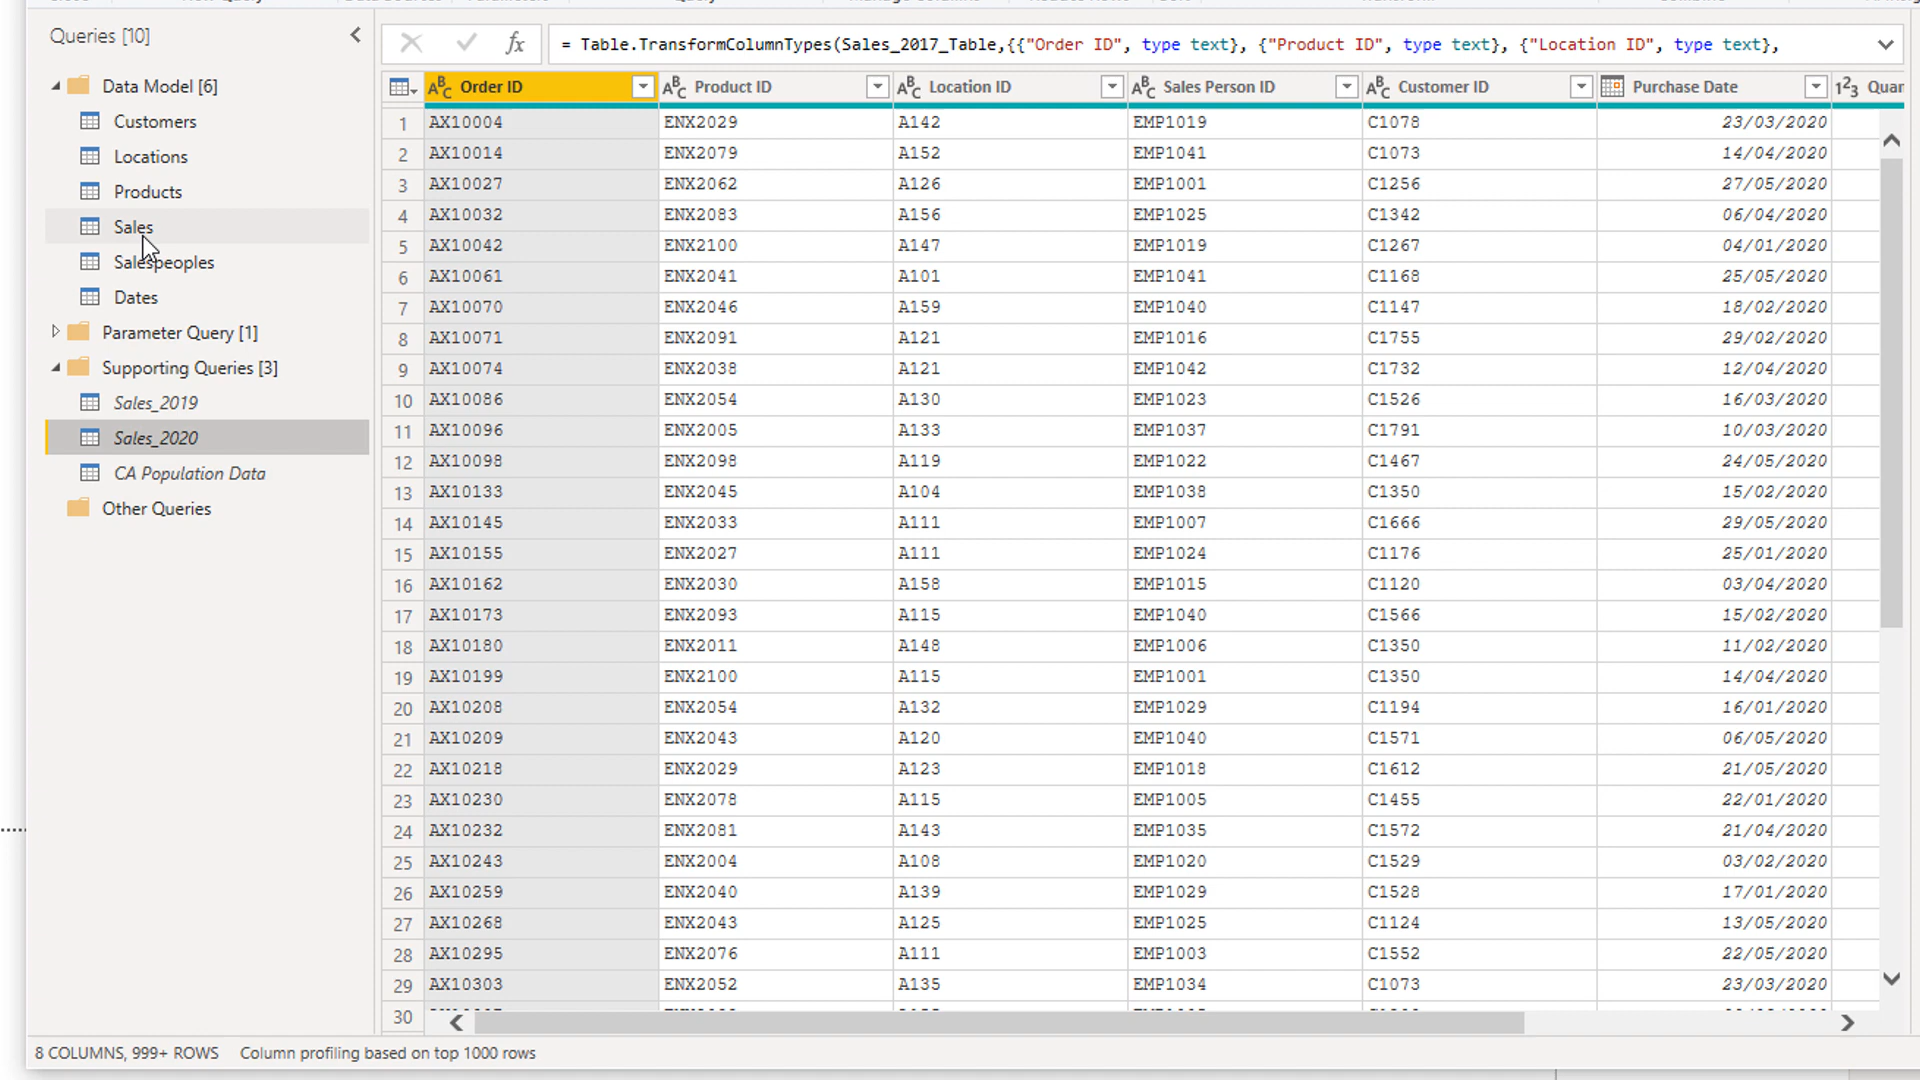 Queries [10]
= Table.TransformColumnTypes(Sales_2017_Table,{{"Order ID", type text}, {"Product ID", type text}, {"Location ID", type text},
Data Model [6]
Customers
Locations
Products
Sales
Salespeoples
Dates
Parameter Query [1]
Supporting Queries [3]
Sales_2019
Sales_2020
CA Population Data
Other Queries
Order ID Product ID Location ID Sales Person ID Customer ID Purchase Date
1 AX10004 ENX2029 A142 EMP1019 C1078 23/03/2020
2 AX10014 ENX2079 A152 EMP1041 C1073 14/04/2020
3 AX10027 ENX2062 A126 EMP1001 C1256 27/05/2020
4 AX10032 ENX2083 A156 EMP1025 C1342 06/04/2020
5 AX10042 ENX2100 A147 EMP1019 C1267 04/01/2020
6 AX10061 ENX2041 A101 EMP1041 C1168 25/05/2020
7 AX10070 ENX2046 A159 EMP1040 C1147 18/02/2020
8 AX10071 ENX2091 A121 EMP1016 C1755 29/02/2020
9 AX10074 ENX2038 A121 EMP1042 C1732 12/04/2020
10 AX10086 ENX2054 A130 EMP1023 C1526 16/03/2020
11 AX10096 ENX2005 A133 EMP1037 C1791 10/03/2020
12 AX10098 ENX2098 A119 EMP1022 C1467 24/05/2020
13 AX10133 ENX2045 A104 EMP1038 C1350 15/02/2020
14 AX10145 ENX2033 A111 EMP1007 C1666 29/05/2020
15 AX10155 ENX2027 A111 EMP1024 C1176 25/01/2020
16 AX10162 ENX2030 A158 EMP1015 C1120 03/04/2020
17 AX10173 ENX2093 A115 EMP1040 C1566 15/02/2020
18 AX10180 ENX2011 A148 EMP1006 C1350 11/02/2020
19 AX10199 ENX2100 A115 EMP1001 C1350 14/04/2020
20 AX10208 ENX2054 A132 EMP1029 C1194 16/01/2020
21 AX10209 ENX2043 A120 EMP1040 C1571 06/05/2020
22 AX10218 ENX2029 A123 EMP1018 C1612 21/05/2020
23 AX10230 ENX2078 A115 EMP1005 C1455 22/01/2020
24 AX10232 ENX2081 A143 EMP1035 C1572 21/04/2020
25 AX10243 ENX2004 A108 EMP1020 C1529 03/02/2020
26 AX10259 ENX2040 A139 EMP1029 C1528 17/01/2020
27 AX10268 ENX2043 A125 EMP1025 C1124 13/05/2020
28 AX10295 ENX2076 A111 EMP1003 C1552 22/05/2020
29 AX10303 ENX2052 A135 EMP1034 C1073 23/03/2020
30
8 COLUMNS, 999+ ROWS Column profiling based on top 1000 rows